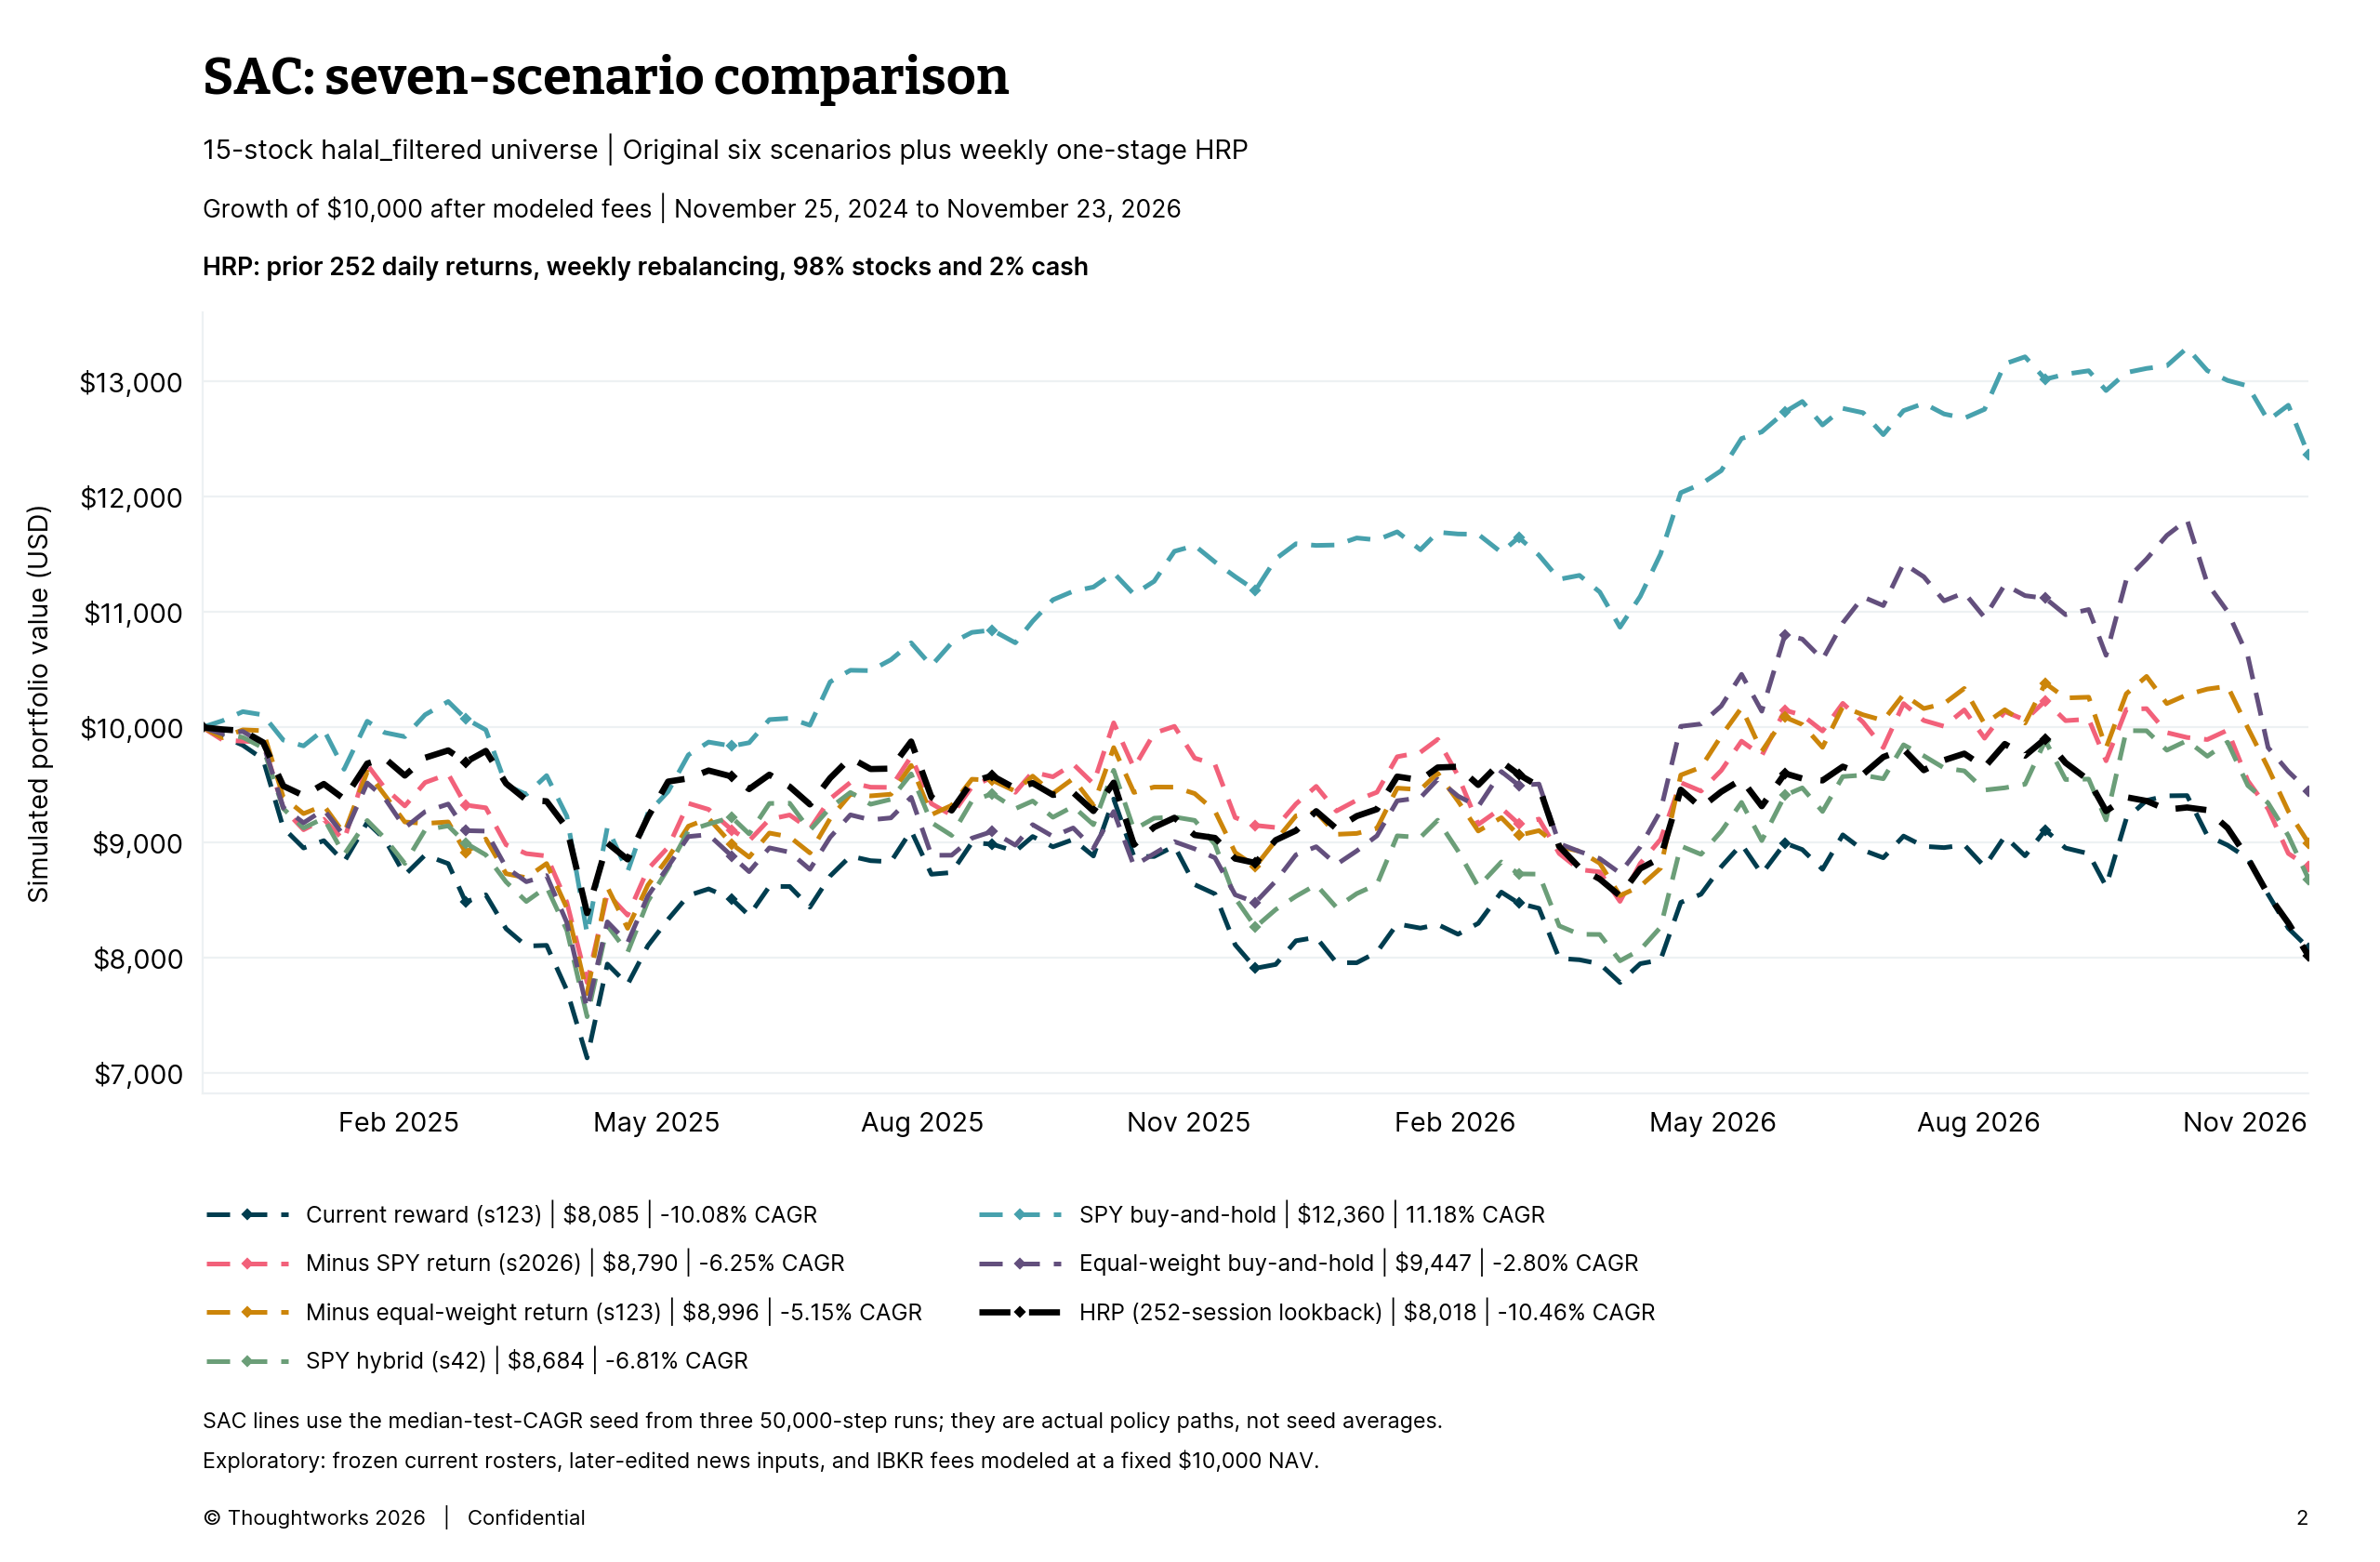 SAC: seven-scenario comparison
15-stock halal_filtered universe | Original six scenarios plus weekly one-stage HRP
Growth of $10,000 after modeled fees | November 25, 2024 to November 23, 2026
HRP: prior 252 daily returns, weekly rebalancing, 98% stocks and 2% cash
Simulated portfolio value (USD)
$13,000
$12,000
$11,000
$10,000
$9,000
$8,000
$7,000
Feb 2025 May 2025 Aug 2025 Nov 2025 Feb 2026 May 2026 Aug 2026 Nov 2026
Current reward (s123) | $8,085 | -10.08% CAGR
Minus SPY return (s2026) | $8,790 | -6.25% CAGR
Minus equal-weight return (s123) | $8,996 | -5.15% CAGR
SPY hybrid (s42) | $8,684 | -6.81% CAGR
SPY buy-and-hold | $12,360 | 11.18% CAGR
Equal-weight buy-and-hold | $9,447 | -2.80% CAGR
HRP (252-session lookback) | $8,018 | -10.46% CAGR
SAC lines use the median-test-CAGR seed from three 50,000-step runs; they are actual policy paths, not seed averages.
Exploratory: frozen current rosters, later-edited news inputs, and IBKR fees modeled at a fixed $10,000 NAV.
© Thoughtworks 2026 | Confidential
2